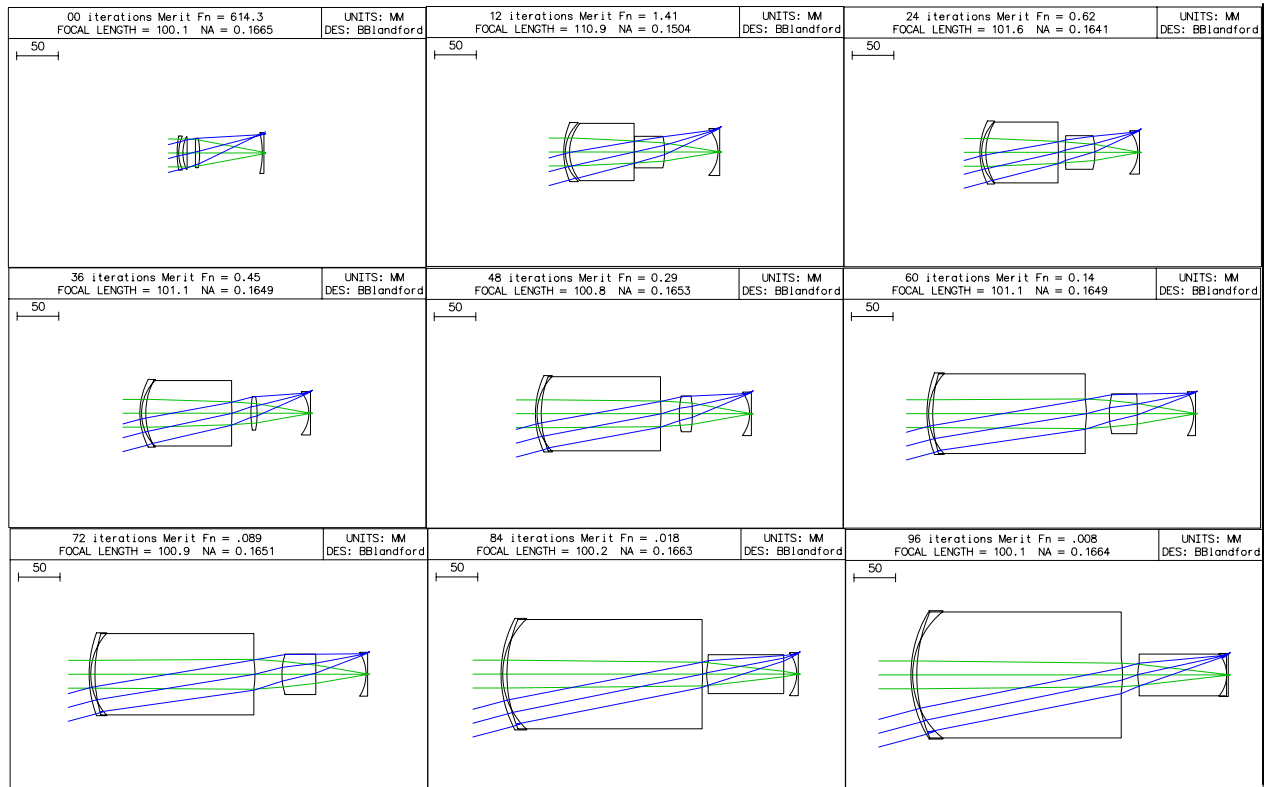 00 iterations Merit Fn = 614.3
FOCAL LENGTH = 100.1 NA = 0.1665
UNITS: MM
DES: BBlandford
50
12 iterations Merit Fn = 1.41
FOCAL LENGTH = 110.9 NA = 0.1504
UNITS: MM
DES: BBlandford
50
24 iterations Merit Fn = 0.62
FOCAL LENGTH = 101.6 NA = 0.1641
UNITS: MM
DES: BBlandford
50
36 iterations Merit Fn = 0.45
FOCAL LENGTH = 101.1 NA = 0.1649
UNITS: MM
DES: BBlandford
50
48 iterations Merit Fn = 0.29
FOCAL LENGTH = 100.8 NA = 0.1653
UNITS: MM
DES: BBlandford
50
60 iterations Merit Fn = 0.14
FOCAL LENGTH = 101.1 NA = 0.1649
UNITS: MM
DES: BBlandford
50
72 iterations Merit Fn = .089
FOCAL LENGTH = 100.9 NA = 0.1651
UNITS: MM
DES: BBlandford
50
84 iterations Merit Fn = .018
FOCAL LENGTH = 100.2 NA = 0.1663
UNITS: MM
DES: BBlandford
50
96 iterations Merit Fn = .008
FOCAL LENGTH = 100.1 NA = 0.1664
UNITS: MM
DES: BBlandford
50